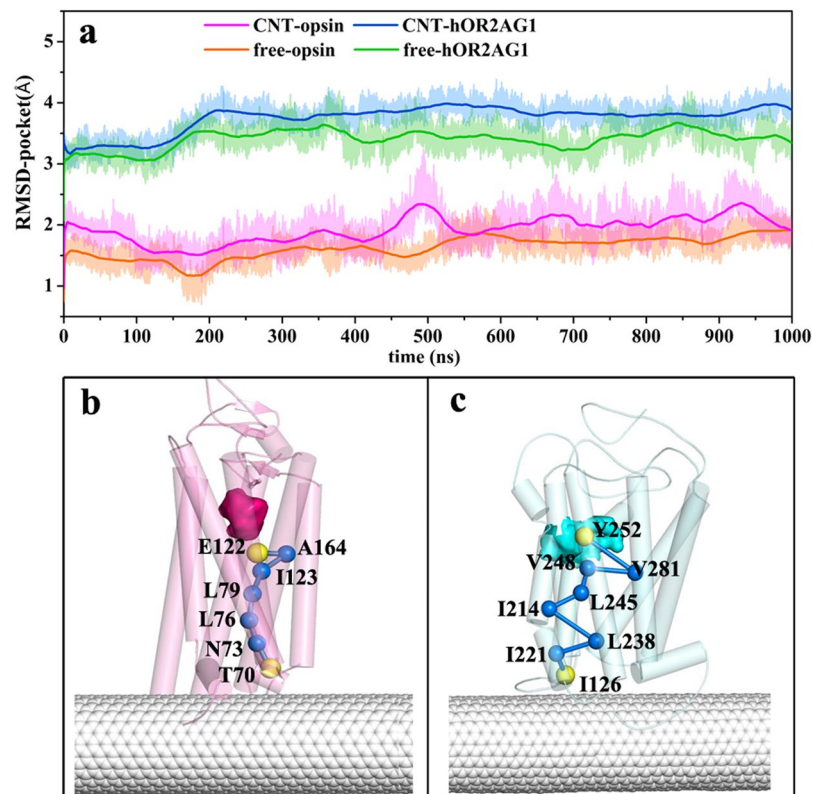 a
CNT-opsin CNT-hOR2AG1
free-opsin free-hOR2AG1
RMSD-pocket(Å)
5
4
3
2
1
0 100 200 300 400 500 600 700 800 900 1000
time (ns)
b
E122 A164
I123
L79
L76
N73
T70
c
Y252
V248 V281
L245
I214
L238
I221
I126